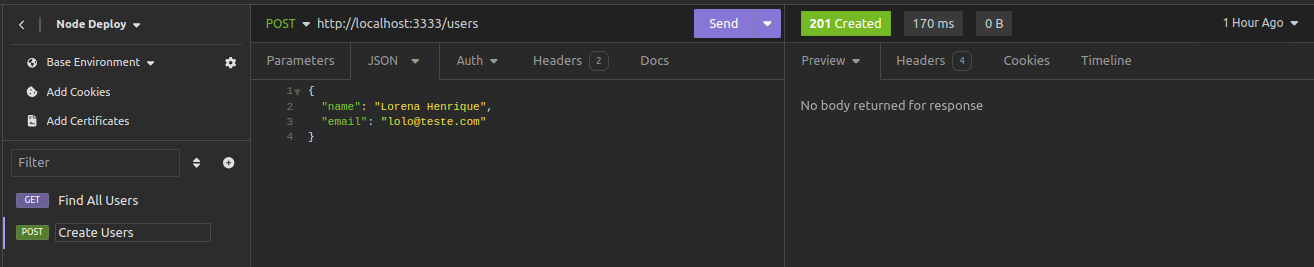 Node Deploy
Base Environment
Add Cookies
Add Certificates
Filter
GET Find All Users
POST Create Users
POST http://localhost:3333/users Send
Parameters JSON Auth Headers 2 Docs
1 {
2 "name": "Lorena Henrique",
3 "email": "lolo@teste.com"
4 }
201 Created 170 ms 0 B 1 Hour Ago
Preview Headers 4 Cookies Timeline
No body returned for response